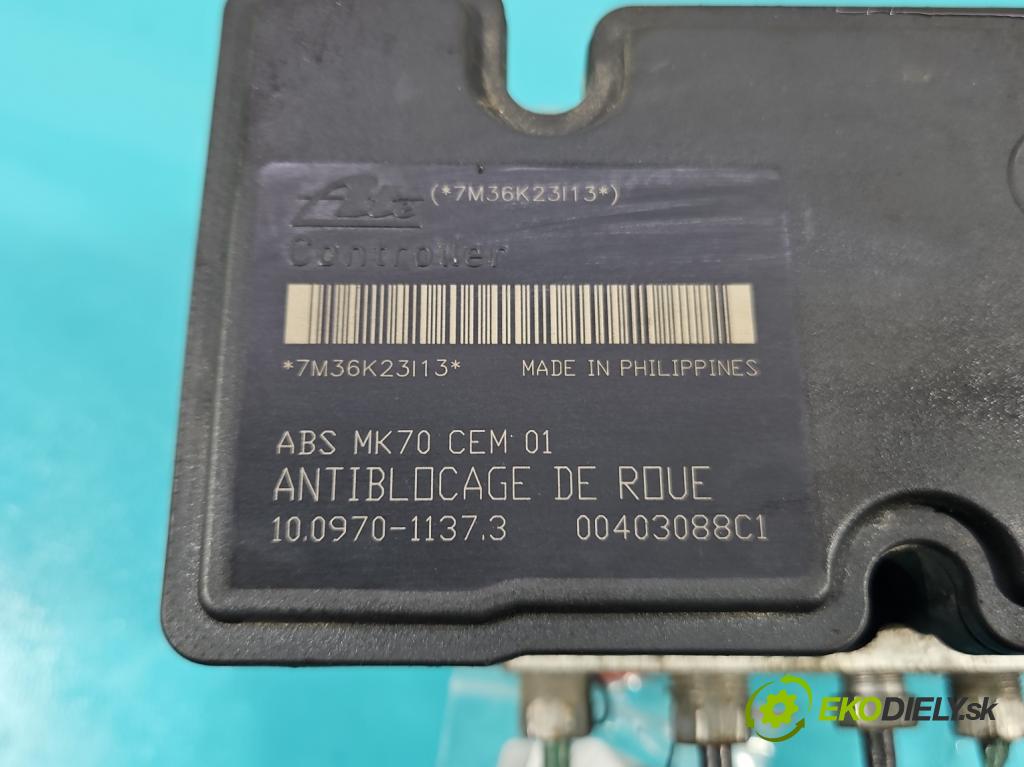 Ate (*7M36K23I13*)
Controller
*7M36K23I13* MADE IN PHILIPPINES
ABS MK70 CEM 01
ANTIBLOCAGE DE ROUE
10.0970-1137.3 00403088C1
EKODIELY.sk